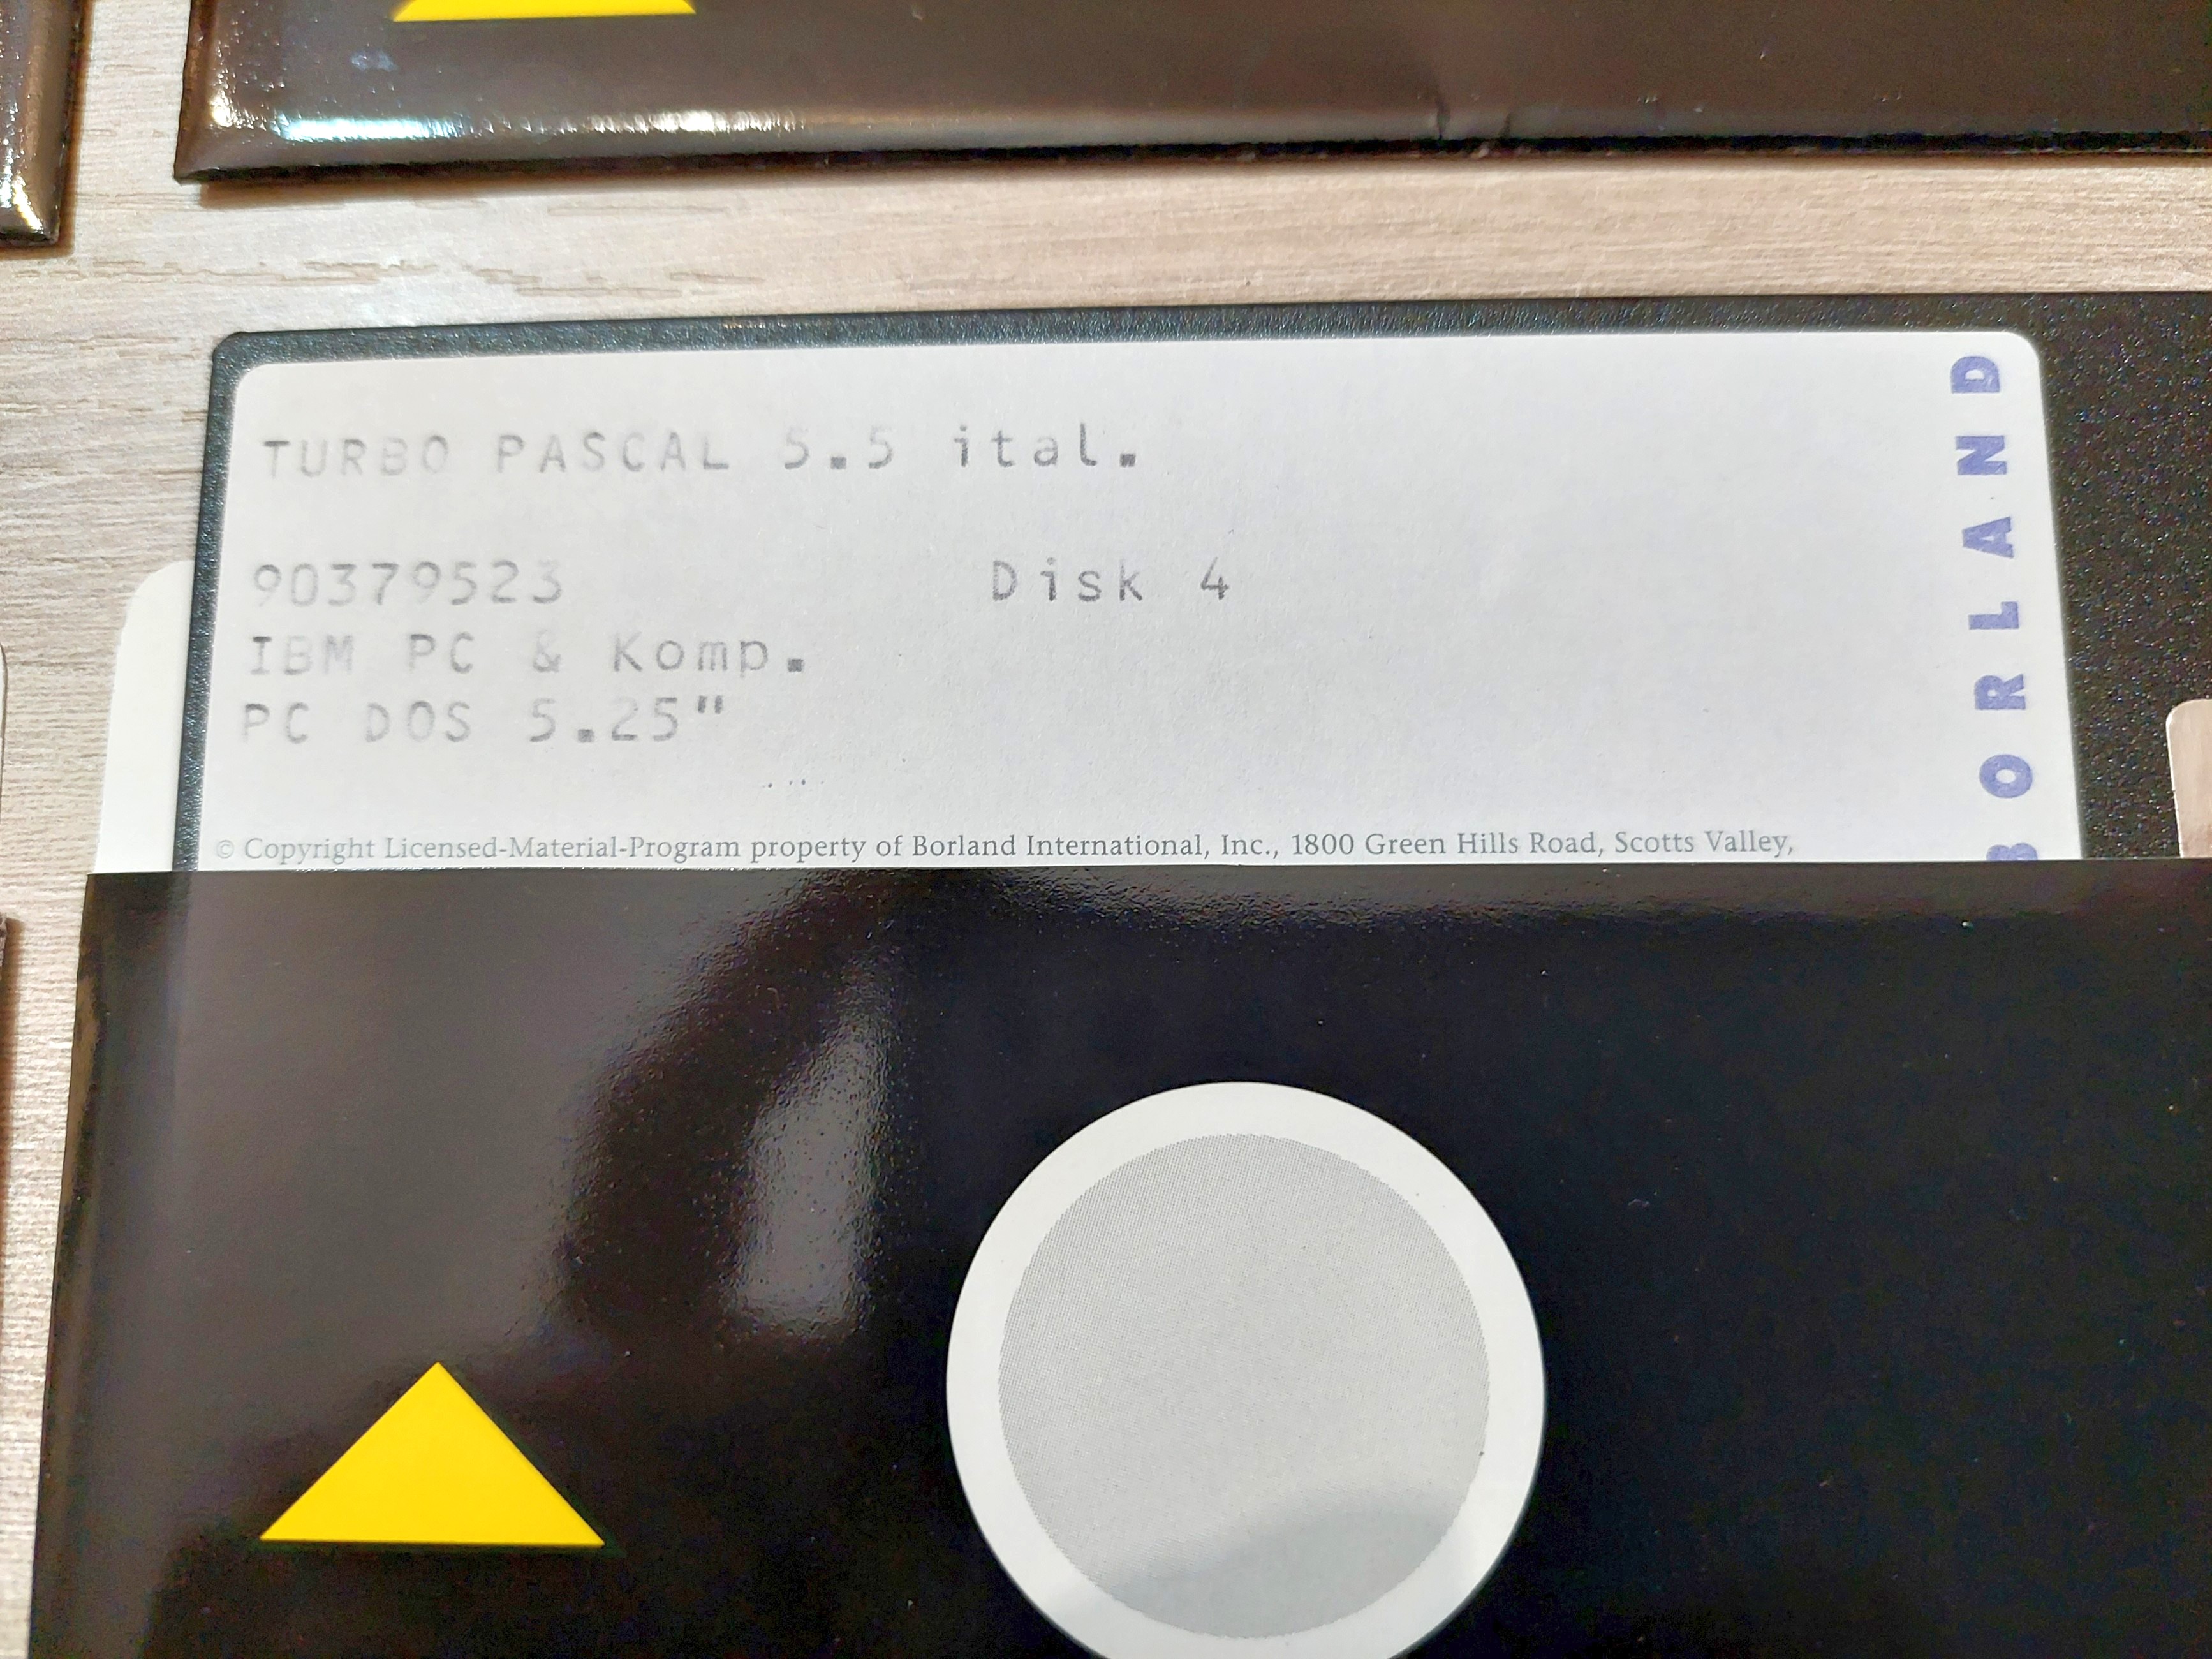 TURBO PASCAL 5.5 ital.
90379523 Disk 4
IBM PC & Komp.
PC DOS 5.25"
© Copyright Licensed-Material-Program property of Borland International, Inc., 1800 Green Hills Road, Scotts Valley,
BORLAND